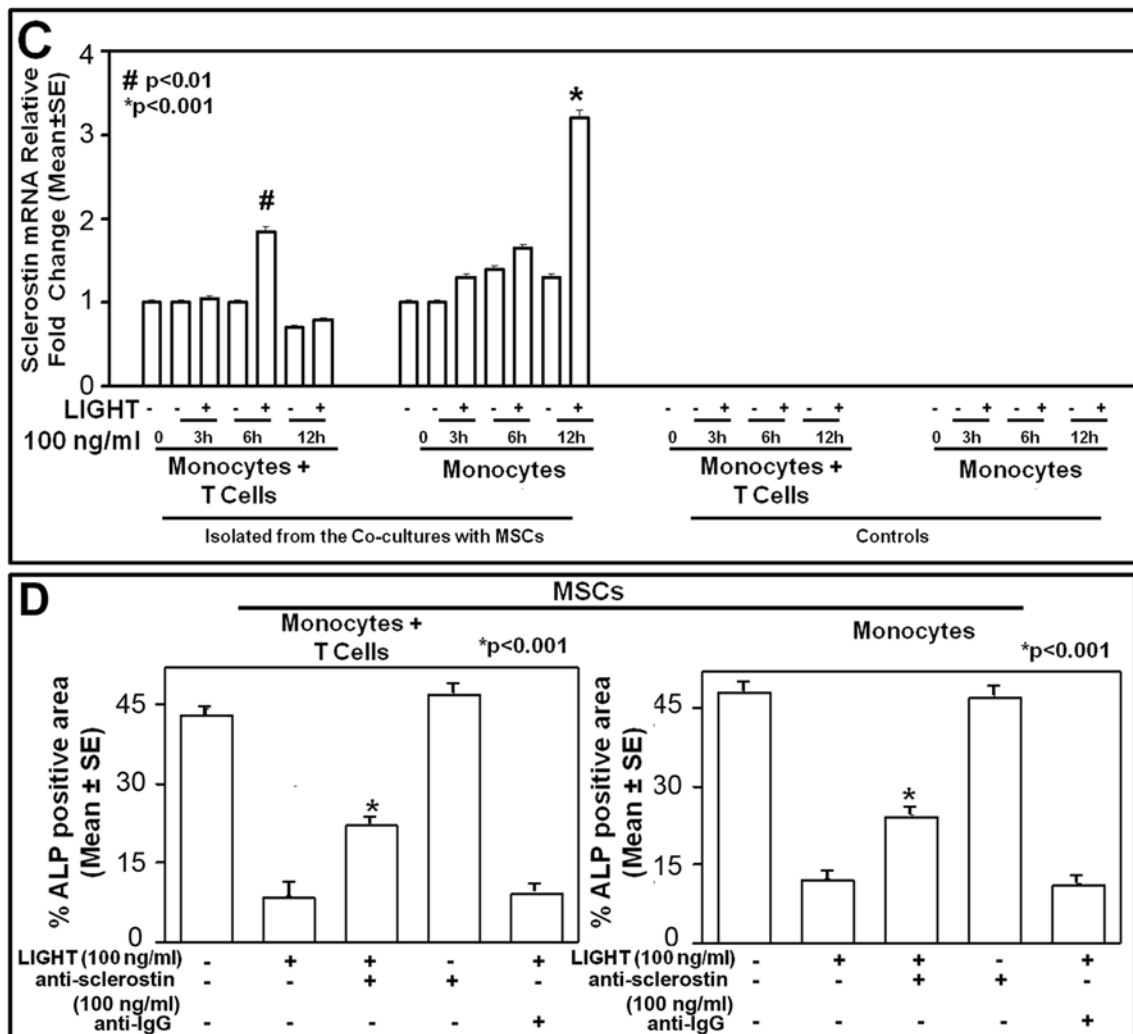 C
Sclerostin mRNA Relative
Fold Change (Mean±SE)
4
3
2
1
0
# p<0.01
*p<0.001
#
*
LIGHT - - + - + - + - - + - + - + - - + - + - + - - + - + - +
100 ng/ml 0 3h 6h 12h 0 3h 6h 12h 0 3h 6h 12h 0 3h 6h 12h
Monocytes +
T Cells
Monocytes
Monocytes +
T Cells
Monocytes
Isolated from the Co-cultures with MSCs
Controls
D
MSCs
Monocytes +
T Cells
*p<0.001
% ALP positive area
(Mean ± SE)
45
30
15
0
*
LIGHT (100 ng/ml) - + + - +
anti-sclerostin - - + + -
(100 ng/ml)
anti-IgG - - - - +
Monocytes
*p<0.001
% ALP positive area
(Mean ± SE)
45
30
15
0
*
LIGHT (100 ng/ml) - + + - +
anti-sclerostin - - + + -
(100 ng/ml)
anti-IgG - - - - +